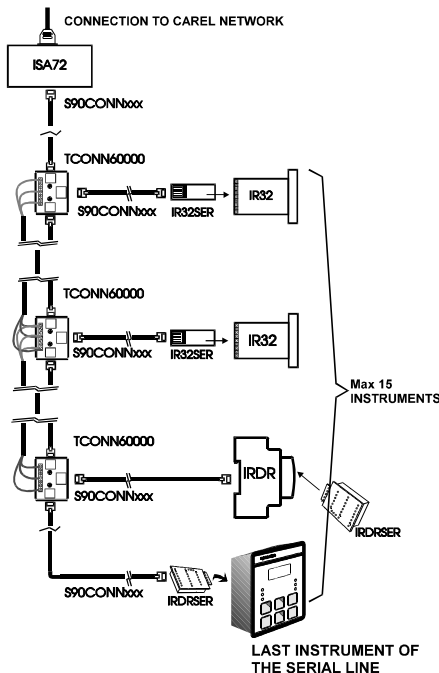 CONNECTION TO CAREL NETWORK
ISA72
S90CONNxxx
TCONN60000
S90CONNxxx
IR32SER
IR32
TCONN60000
S90CONNxxx
IR32SER
IR32
Max 15
INSTRUMENTS
TCONN60000
S90CONNxxx
IRDR
IRDRSER
S90CONNxxx
IRDRSER
LAST INSTRUMENT OF
THE SERIAL LINE